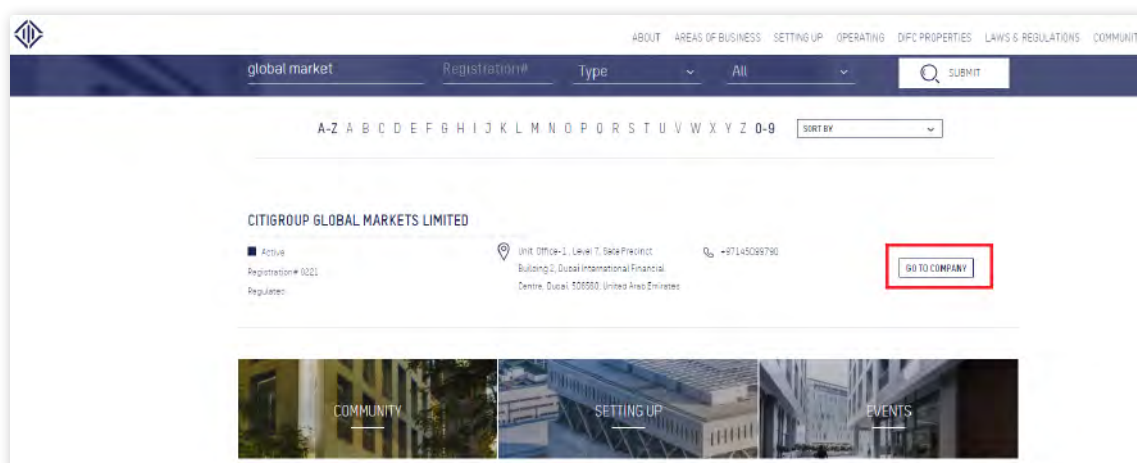 ABOUT AREAS OF BUSINESS SETTING UP OPERATING DIFC PROPERTIES LAWS & REGULATIONS COMMUNIT
global market Registration# Type All SUBMIT
A-Z A B C D E F G H I J K L M N O P Q R S T U V W X Y Z 0-9 SORT BY
CITIGROUP GLOBAL MARKETS LIMITED
Active
Registration# 0221
Regulated
Unit Office-1, Level 7, Gate Precinct
Building 2, Dubai International Financial
Centre, Dubai, 506560, United Arab Emirates
+97145099790
GO TO COMPANY
COMMUNITY SETTING UP EVENTS